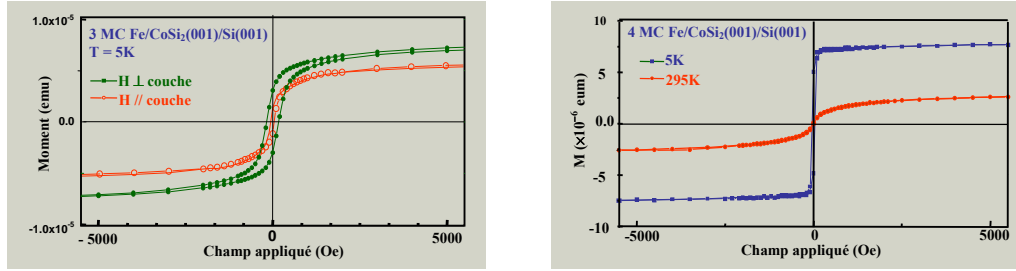 1.0x10⁻⁵
3 MC Fe/CoSi₂(001)/Si(001)
T = 5K
H ⊥ couche
H // couche
Moment (emu)
0.0
-1.0x10⁻⁵
- 5000
0
5000
Champ appliqué (Oe)
10
4 MC Fe/CoSi₂(001)/Si(001)
5
5K
295K
M (×10⁻⁶ eum)
0.0
-5
-10
-5000
0
5000
Champ appliqué (Oe)